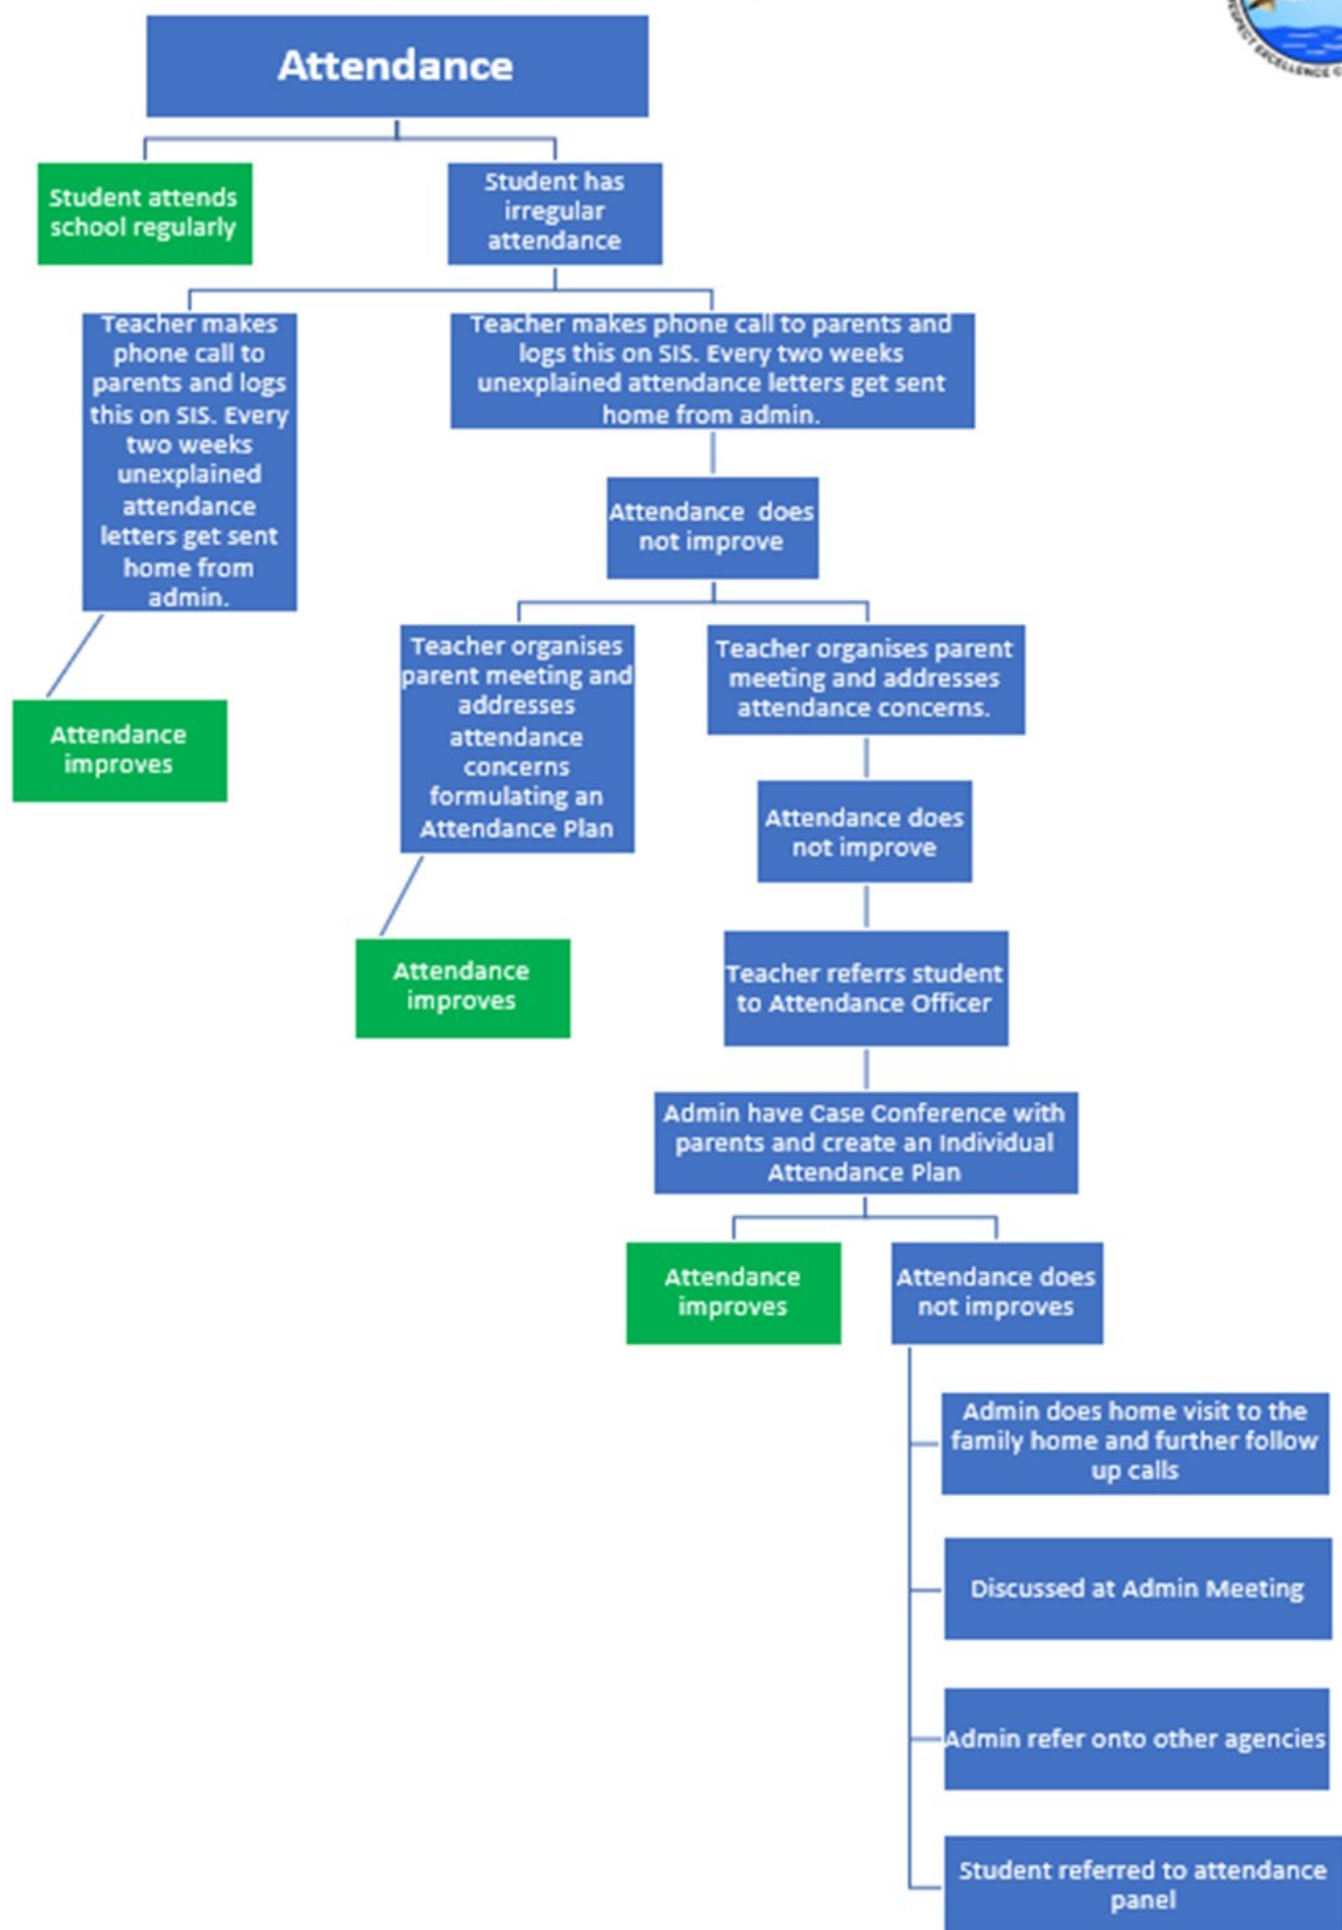 Attendance
Student attends
school regularly
Student has
irregular
attendance
Teacher makes
phone call to
parents and logs
this on SIS. Every
two weeks
unexplained
attendance
letters get sent
home from
admin.
Teacher makes phone call to parents and
logs this on SIS. Every two weeks
unexplained attendance letters get sent
home from admin.
Attendance does
not improve
Attendance
improves
Teacher organises
parent meeting and
addresses
attendance
concerns
formulating an
Attendance Plan
Teacher organises parent
meeting and addresses
attendance concerns.
Attendance does
not improve
Attendance
improves
Teacher referrs student
to Attendance Officer
Admin have Case Conference with
parents and create an Individual
Attendance Plan
Attendance
improves
Attendance does
not improves
Admin does home visit to the
family home and further follow
up calls
Discussed at Admin Meeting
Admin refer onto other agencies
Student referred to attendance
panel
EXCELLENCE